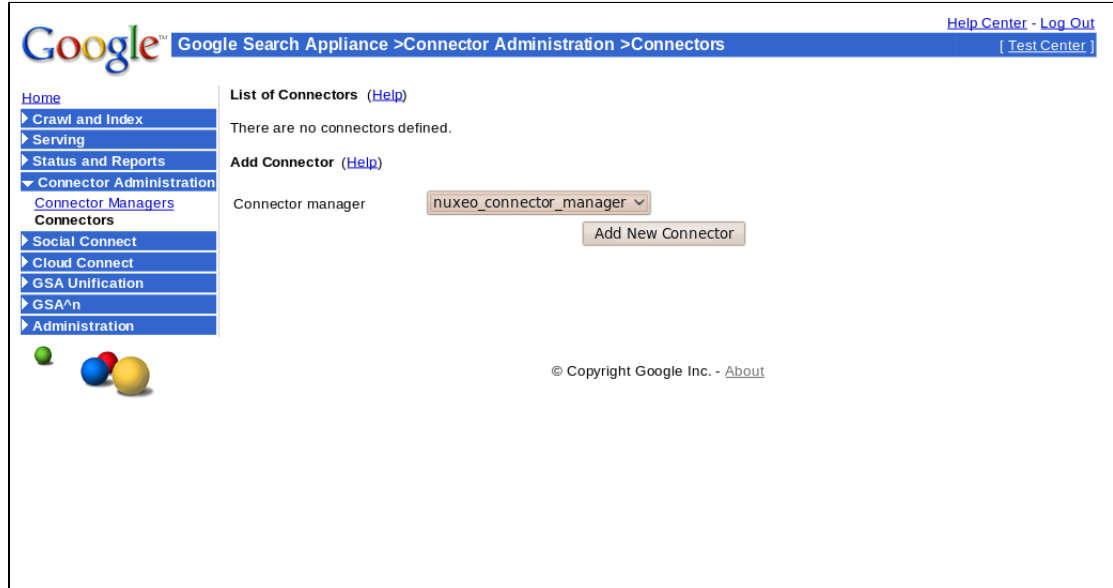 Help Center - Log Out
Google™ Google Search Appliance >Connector Administration >Connectors [ Test Center ]
Home
Crawl and Index
Serving
Status and Reports
Connector Administration
Connector Managers
Connectors
Social Connect
Cloud Connect
GSA Unification
GSA^n
Administration
List of Connectors (Help)
There are no connectors defined.
Add Connector (Help)
Connector manager nuxeo_connector_manager
Add New Connector
© Copyright Google Inc. - About